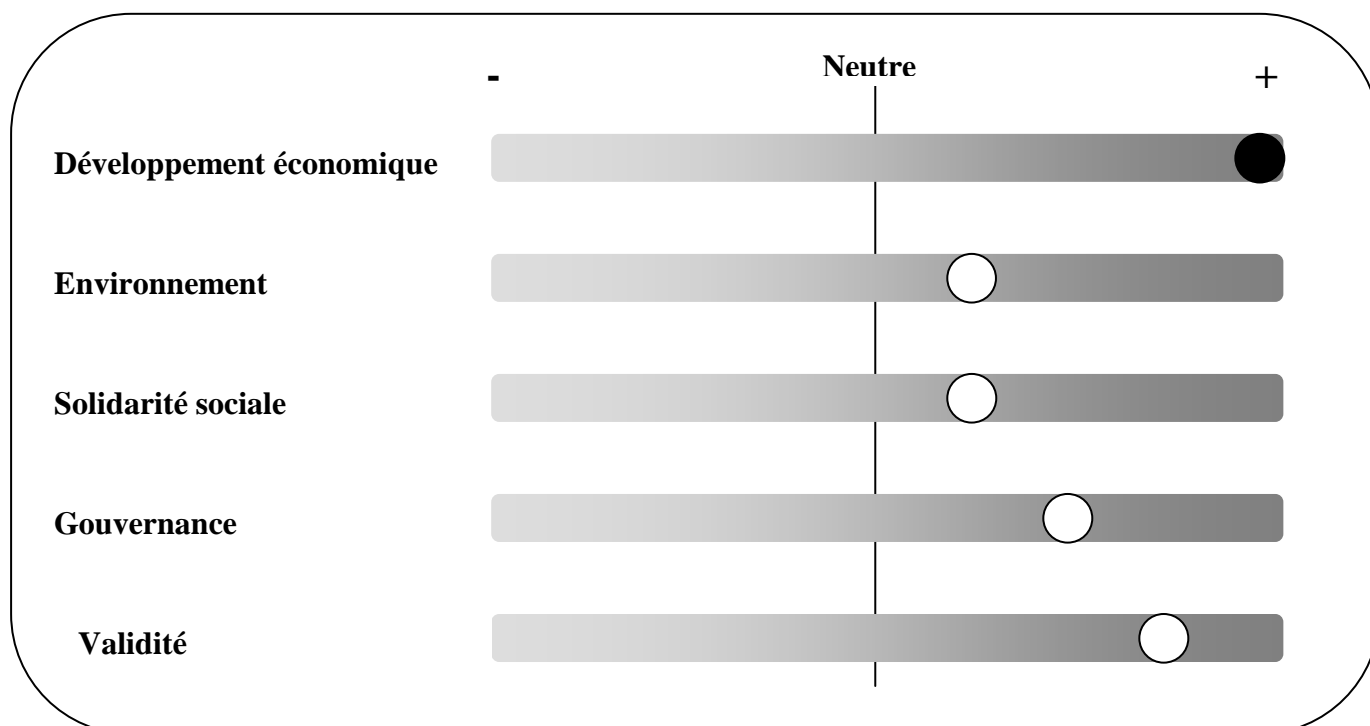 - Neutre +
Développement économique
Environnement
Solidarité sociale
Gouvernance
Validité